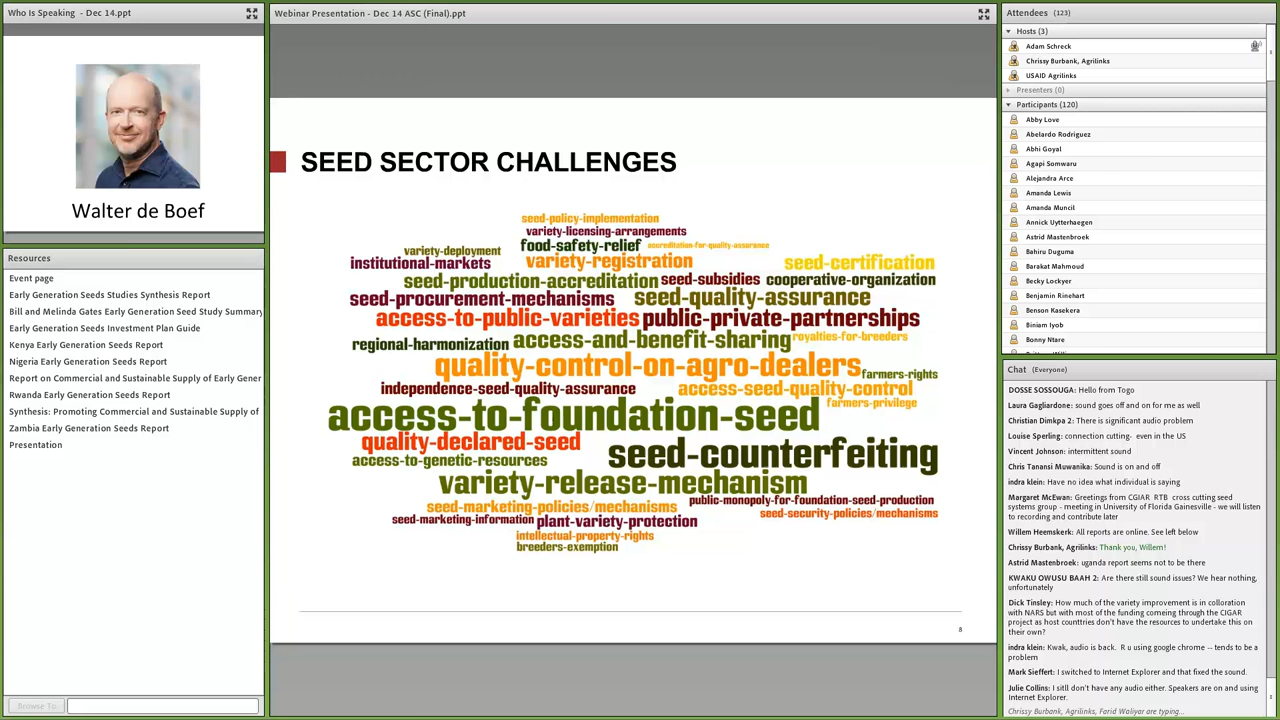 Who Is Speaking - Dec 14.ppt
Walter de Boef
Resources
Event page
Early Generation Seeds Studies Synthesis Report
Bill and Melinda Gates Early Generation Seed Study Summary
Early Generation Seeds Investment Plan Guide
Kenya Early Generation Seeds Report
Nigeria Early Generation Seeds Report
Report on Commercial and Sustainable Supply of Early Gener
Rwanda Early Generation Seeds Report
Synthesis: Promoting Commercial and Sustainable Supply of
Zambia Early Generation Seeds Report
Presentation
Browse To
Webinar Presentation - Dec 14 ASC (Final).ppt
SEED SECTOR CHALLENGES
seed-policy-implementation
variety-licensing-arrangements
variety-deployment food-safety-relief accreditation-for-quality-assurance
institutional-markets variety-registration seed-certification
seed-production-accreditation seed-subsidies cooperative-organization
seed-procurement-mechanisms seed-quality-assurance
access-to-public-varieties public-private-partnerships
regional-harmonization access-and-benefit-sharing royalties-for-breeders
quality-control-on-agro-dealers farmers-rights
independence-seed-quality-assurance access-seed-quality-control
access-to-foundation-seed farmers-privilege
quality-declared-seed seed-counterfeiting
access-to-genetic-resources
variety-release-mechanism
seed-marketing-policies/mechanisms public-monopoly-for-foundation-seed-production
seed-marketing-information plant-variety-protection seed-security-policies/mechanisms
intellectual-property-rights
breeders-exemption
8
Attendees (123)
Hosts (3)
Adam Schreck
Chrissy Burbank, Agrilinks
USAID Agrilinks
Presenters (0)
Participants (120)
Abby Love
Abelardo Rodriguez
Abhi Goyal
Agapi Somwaru
Alejandra Arce
Amanda Lewis
Amanda Muncil
Annick Uytterhaegen
Astrid Mastenbroek
Bahiru Duguma
Barakat Mahmoud
Becky Lockyer
Benjamin Rinehart
Benson Kasekera
Biniam Iyob
Bonny Ntare
Chat (Everyone)
DOSSE SOSSOUGA: Hello from Togo
Laura Gagliardone: sound goes off and on for me as well
Christian Dimkpa 2: There is significant audio problem
Louise Sperling: connection cutting- even in the US
Vincent Johnson: intermittent sound
Chris Tanansi Muwanika: Sound is on and off
indra klein: Have no idea what individual is saying
Margaret McEwan: Greetings from CGIAR RTB cross cutting seed
systems group - meeting in University of Florida Gainesville - we will listen
to recording and contribute later
Willem Heemskerk: All reports are online. See left below
Chrissy Burbank, Agrilinks: Thank you, Willem!
Astrid Mastenbroek: uganda report seems not to be there
KWAKU OWUSU BAAH 2: Are there still sound issues? We hear nothing,
unfortunately
Dick Tinsley: How much of the variety improvement is in colloration
with NARS but with most of the funding comeing through the CIGAR
project as host counttries don't have the resources to undertake this on
their own?
indra klein: Kwak, audio is back. R u using google chrome -- tends to be a
problem
Mark Sieffert: I switched to Internet Explorer and that fixed the sound.
Julie Collins: I sitll don't have any audio either. Speakers are on and using
Internet Explorer.
Chrissy Burbank, Agrilinks, Farid Waliyar are typing...